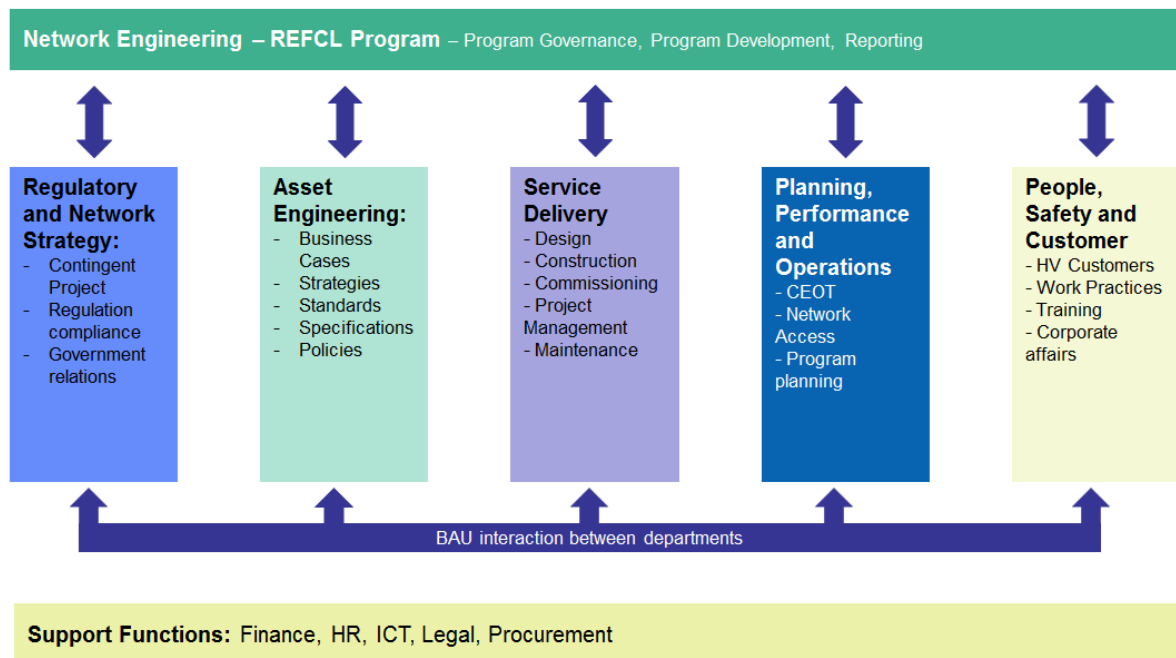 Network Engineering – REFCL Program – Program Governance, Program Development, Reporting
Regulatory
and Network
Strategy:
- Contingent
Project
- Regulation
compliance
- Government
relations
Asset
Engineering:
- Business
Cases
- Strategies
- Standards
- Specifications
- Policies
Service
Delivery
- Design
- Construction
- Commissioning
- Project
Management
- Maintenance
Planning,
Performance
and
Operations
- CEOT
- Network
Access
- Program
planning
People,
Safety and
Customer
- HV Customers
- Work Practices
- Training
- Corporate
affairs
BAU interaction between departments
Support Functions: Finance, HR, ICT, Legal, Procurement